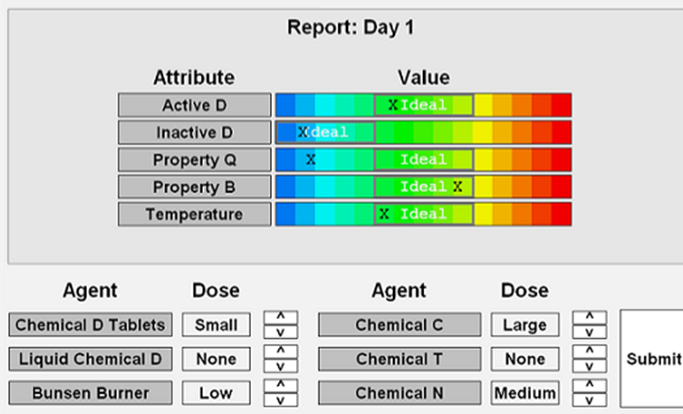 Report: Day 1
Attribute Value
Active D X Ideal
Inactive D X Ideal
Property Q X Ideal
Property B Ideal X
Temperature X Ideal
Agent Dose Agent Dose
Chemical D Tablets Small ^ v Chemical C Large ^ v
Liquid Chemical D None ^ v Chemical T None ^ v Submit
Bunsen Burner Low ^ v Chemical N Medium ^ v